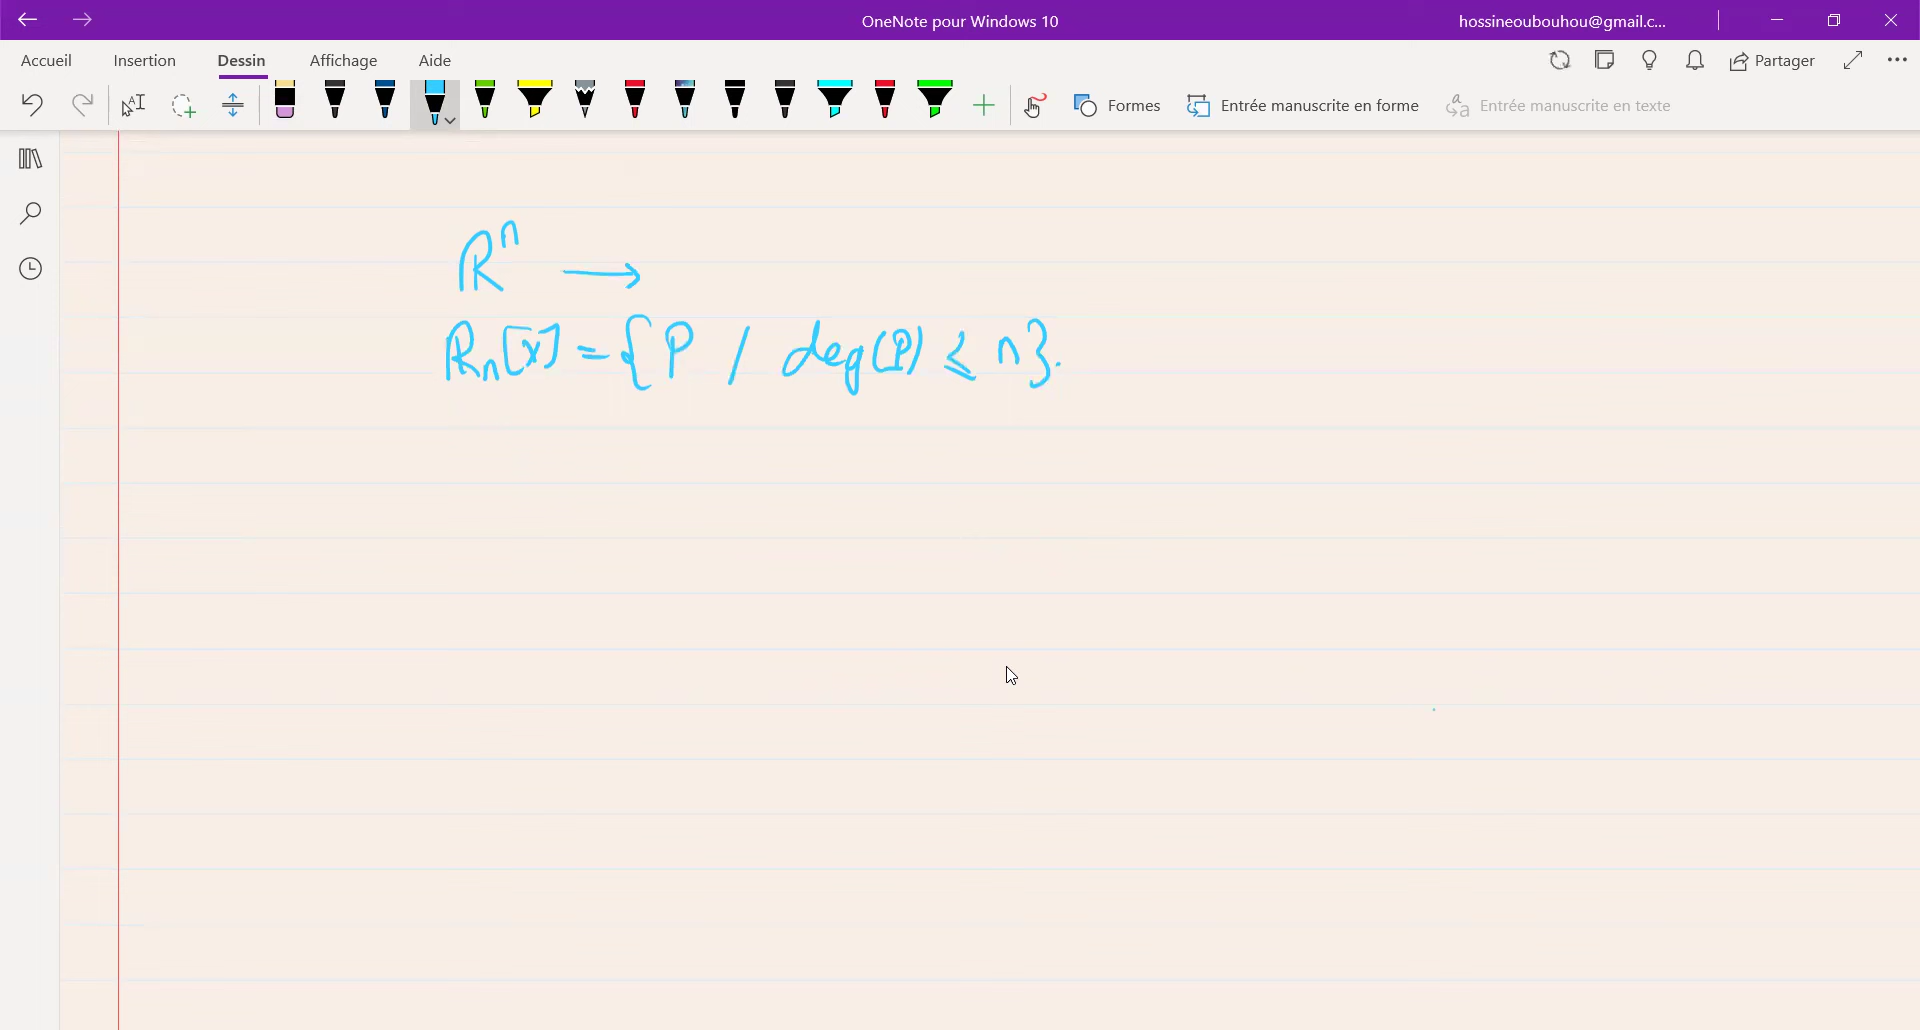 OneNote pour Windows 10
hossineoubouhou@gmail.c...
Accueil Insertion Dessin Affichage Aide
Partager
Formes Entrée manuscrite en forme Entrée manuscrite en texte
ℝⁿ →
ℝₙ[x] = {P / deg(P) ≤ n}.